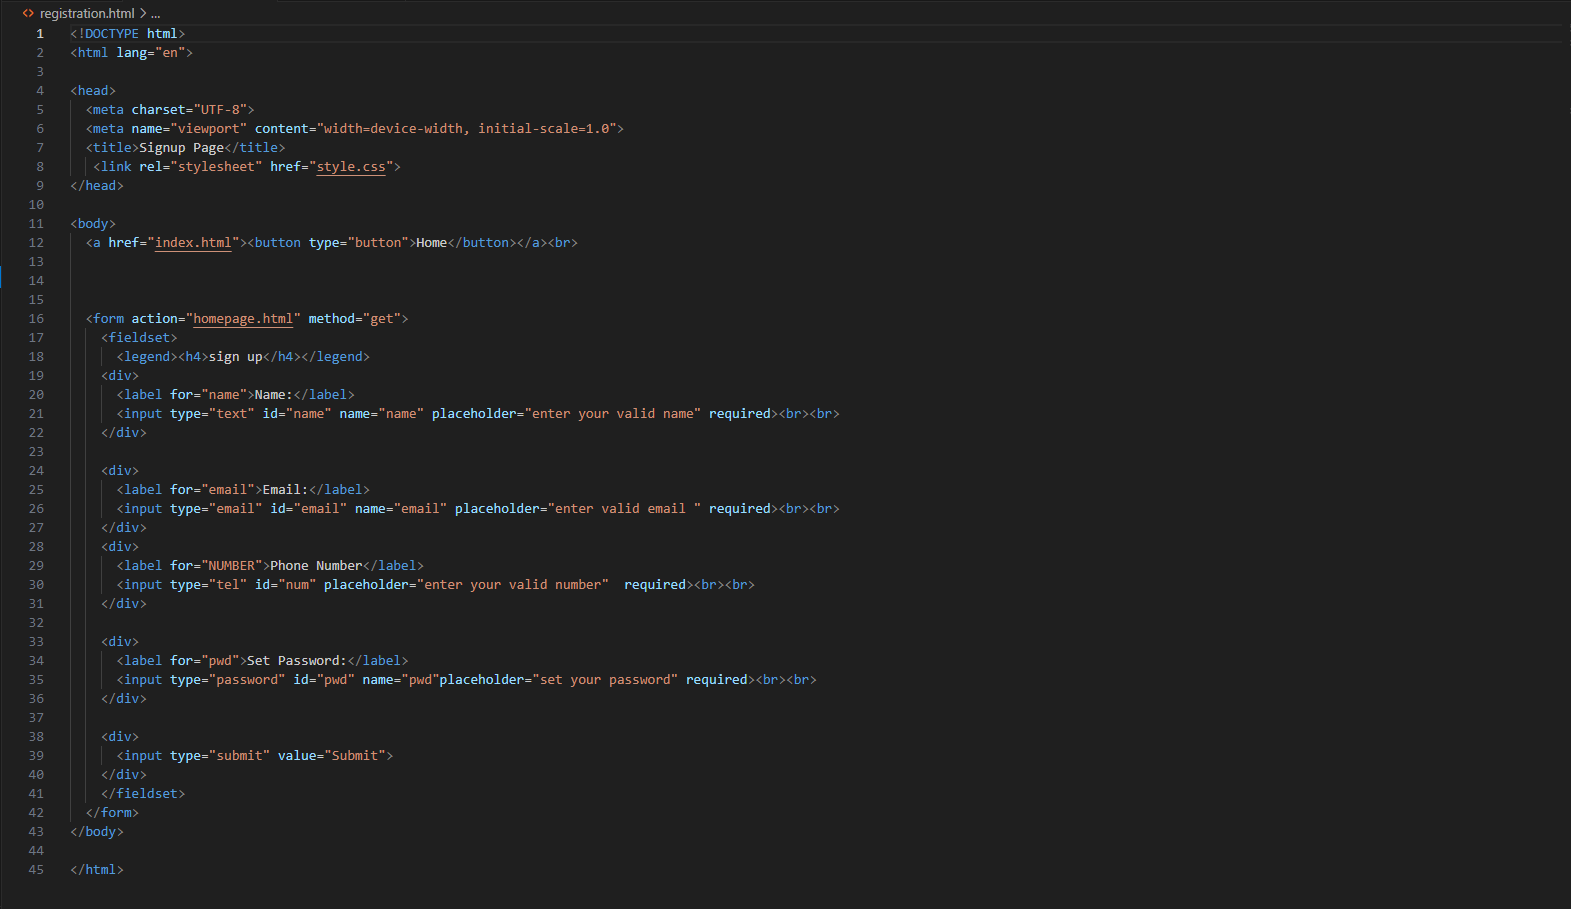 registration.html > ...
1 <!DOCTYPE html>
2 <html lang="en">
3
4 <head>
5   <meta charset="UTF-8">
6   <meta name="viewport" content="width=device-width, initial-scale=1.0">
7   <title>Signup Page</title>
8    <link rel="stylesheet" href="style.css">
9 </head>
10
11 <body>
12   <a href="index.html"><button type="button">Home</button></a><br>
13
14
15
16   <form action="homepage.html" method="get">
17     <fieldset>
18       <legend><h4>sign up</h4></legend>
19     <div>
20       <label for="name">Name:</label>
21       <input type="text" id="name" name="name" placeholder="enter your valid name" required><br><br>
22     </div>
23
24     <div>
25       <label for="email">Email:</label>
26       <input type="email" id="email" name="email" placeholder="enter valid email " required><br><br>
27     </div>
28     <div>
29       <label for="NUMBER">Phone Number</label>
30       <input type="tel" id="num" placeholder="enter your valid number"  required><br><br>
31     </div>
32
33     <div>
34       <label for="pwd">Set Password:</label>
35       <input type="password" id="pwd" name="pwd"placeholder="set your password" required><br><br>
36     </div>
37
38     <div>
39       <input type="submit" value="Submit">
40     </div>
41     </fieldset>
42   </form>
43 </body>
44
45 </html>